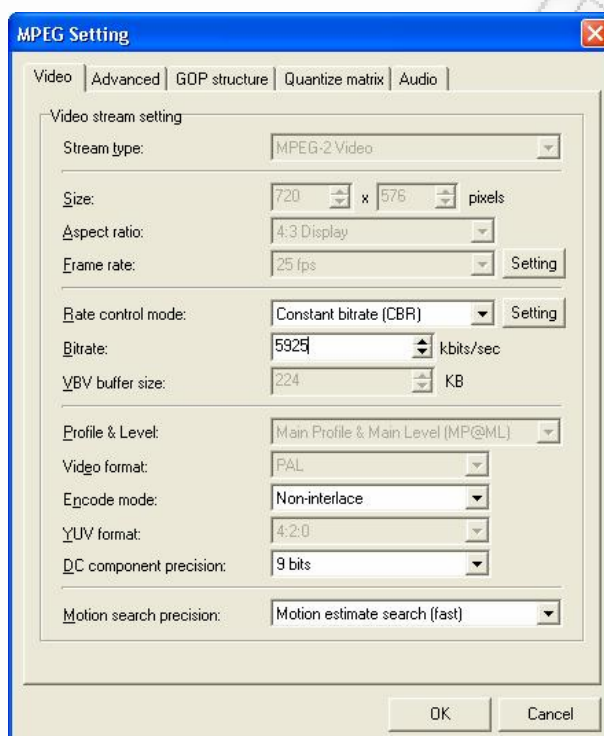 MPEG Setting
Video Advanced GOP structure Quantize matrix Audio
Video stream setting
Stream type: MPEG-2 Video
Size: 720 x 576 pixels
Aspect ratio: 4:3 Display
Frame rate: 25 fps Setting
Rate control mode: Constant bitrate (CBR) Setting
Bitrate: 5925 kbits/sec
VBV buffer size: 224 KB
Profile & Level: Main Profile & Main Level (MP@ML)
Video format: PAL
Encode mode: Non-interlace
YUV format: 4:2:0
DC component precision: 9 bits
Motion search precision: Motion estimate search (fast)
OK Cancel